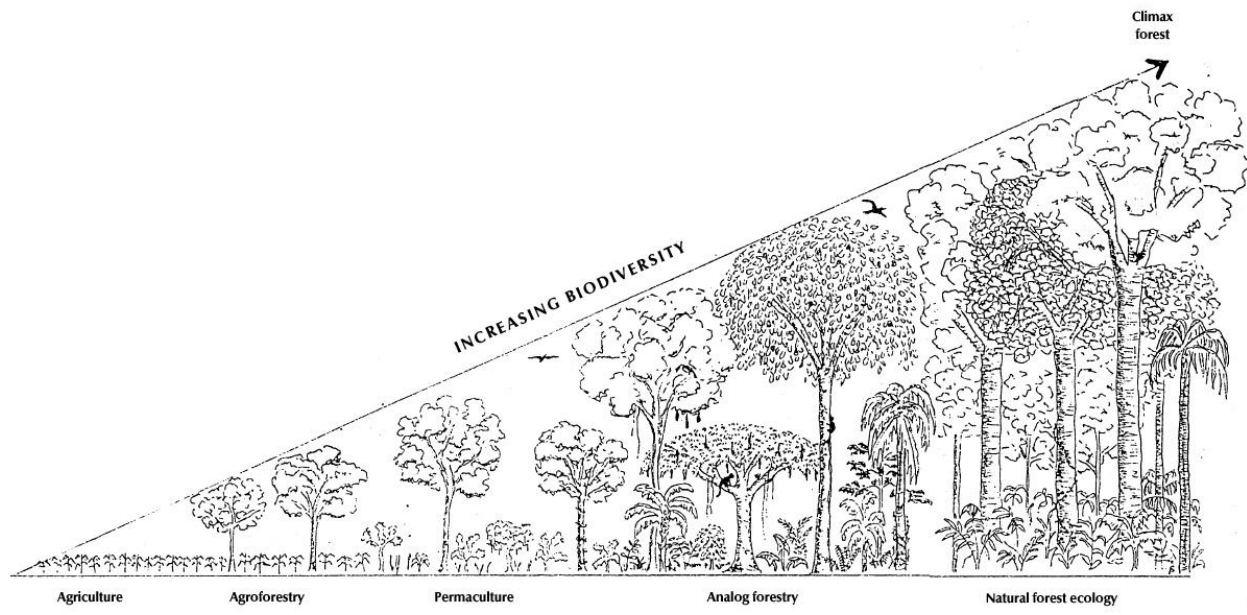 Climax
forest
INCREASING BIODIVERSITY
Agriculture
Agroforestry
Permaculture
Analog forestry
Natural forest ecology